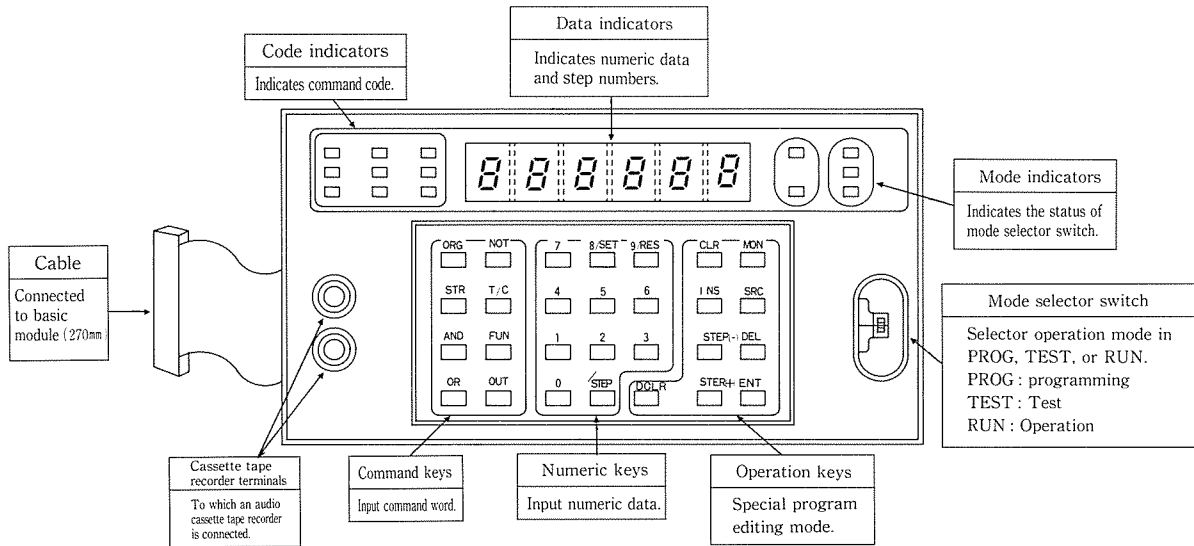 Data indicators
Indicates numeric data
and step numbers.
Code indicators
Indicates command code.
Mode indicators
Indicates the status of
mode selector switch.
Cable
Connected
to basic
module (270mm)
ORG NOT 7 8/SET 9/RES CLR MON
STR T/C 4 5 6 INS SRC
AND FUN 1 2 3 STEP(-) DEL
OR OUT 0 /STEP DCLR STER+ ENT
Mode selector switch
Selector operation mode in
PROG, TEST, or RUN.
PROG : programming
TEST : Test
RUN : Operation
Cassette tape
recorder terminals
To which an audio
cassette tape recorder
is connected.
Command keys
Input command word.
Numeric keys
Input numeric data.
Operation keys
Special program
editing mode.